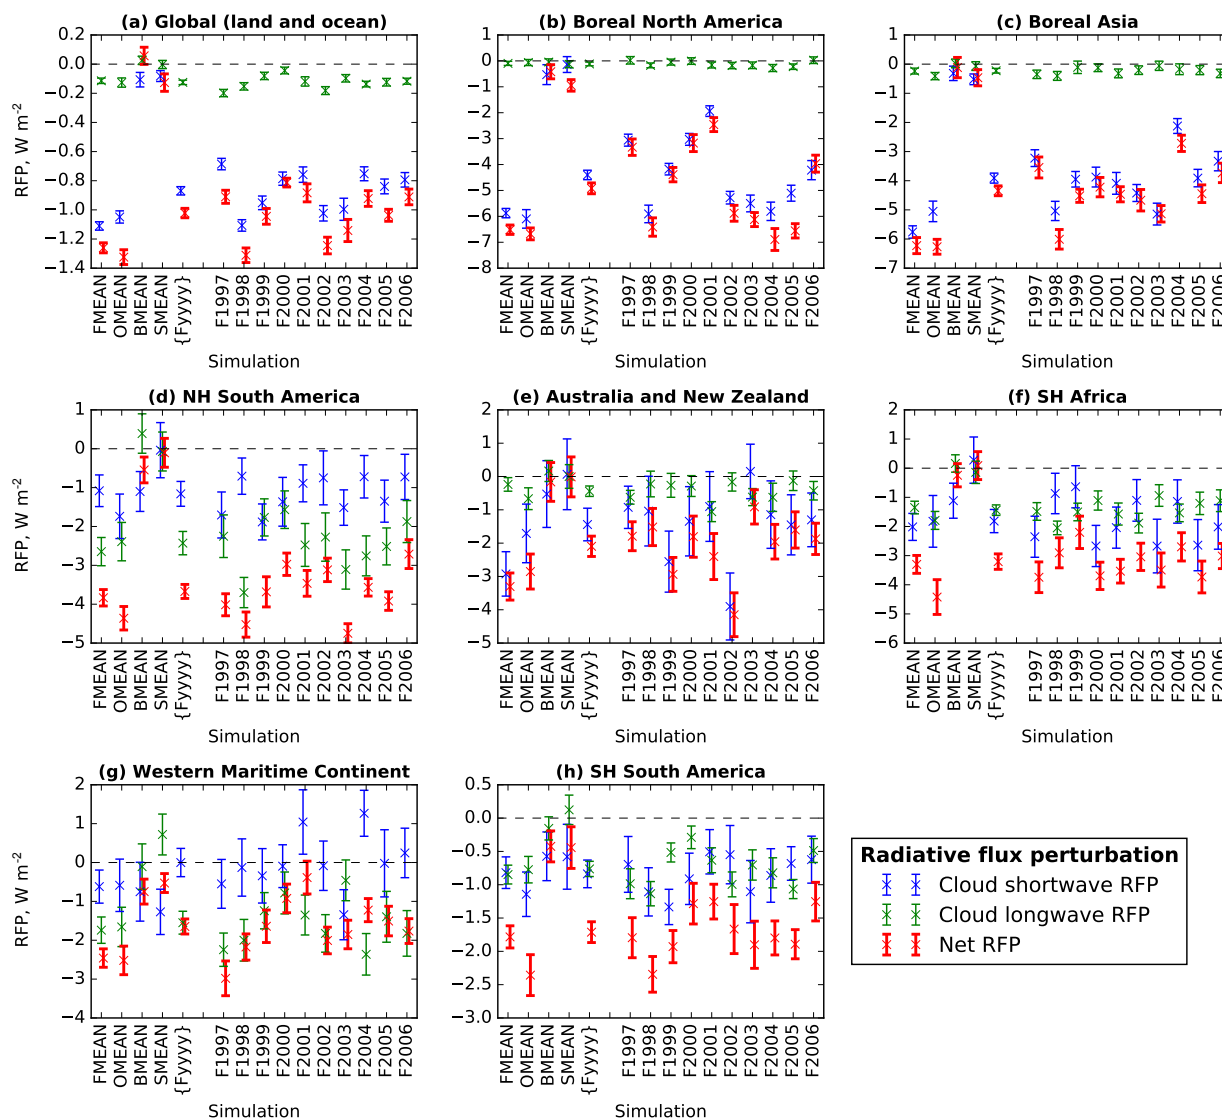 (a) Global (land and ocean)
0.2
0.0
−0.2
−0.4
−0.6
−0.8
−1.0
−1.2
−1.4
RFP, W m⁻²
FMEAN
OMEAN
BMEAN
SMEAN
{Fyyyy}
F1997
F1998
F1999
F2000
F2001
F2002
F2003
F2004
F2005
F2006
Simulation
(b) Boreal North America
1
0
−1
−2
−3
−4
−5
−6
−7
−8
FMEAN
OMEAN
BMEAN
SMEAN
{Fyyyy}
F1997
F1998
F1999
F2000
F2001
F2002
F2003
F2004
F2005
F2006
Simulation
(c) Boreal Asia
1
0
−1
−2
−3
−4
−5
−6
−7
FMEAN
OMEAN
BMEAN
SMEAN
{Fyyyy}
F1997
F1998
F1999
F2000
F2001
F2002
F2003
F2004
F2005
F2006
Simulation
(d) NH South America
1
0
−1
−2
−3
−4
−5
RFP, W m⁻²
FMEAN
OMEAN
BMEAN
SMEAN
{Fyyyy}
F1997
F1998
F1999
F2000
F2001
F2002
F2003
F2004
F2005
F2006
Simulation
(e) Australia and New Zealand
2
1
0
−1
−2
−3
−4
−5
FMEAN
OMEAN
BMEAN
SMEAN
{Fyyyy}
F1997
F1998
F1999
F2000
F2001
F2002
F2003
F2004
F2005
F2006
Simulation
(f) SH Africa
2
1
0
−1
−2
−3
−4
−5
−6
FMEAN
OMEAN
BMEAN
SMEAN
{Fyyyy}
F1997
F1998
F1999
F2000
F2001
F2002
F2003
F2004
F2005
F2006
Simulation
(g) Western Maritime Continent
2
1
0
−1
−2
−3
−4
RFP, W m⁻²
FMEAN
OMEAN
BMEAN
SMEAN
{Fyyyy}
F1997
F1998
F1999
F2000
F2001
F2002
F2003
F2004
F2005
F2006
Simulation
(h) SH South America
0.5
0.0
−0.5
−1.0
−1.5
−2.0
−2.5
−3.0
FMEAN
OMEAN
BMEAN
SMEAN
{Fyyyy}
F1997
F1998
F1999
F2000
F2001
F2002
F2003
F2004
F2005
F2006
Simulation
Radiative flux perturbation
Cloud shortwave RFP
Cloud longwave RFP
Net RFP